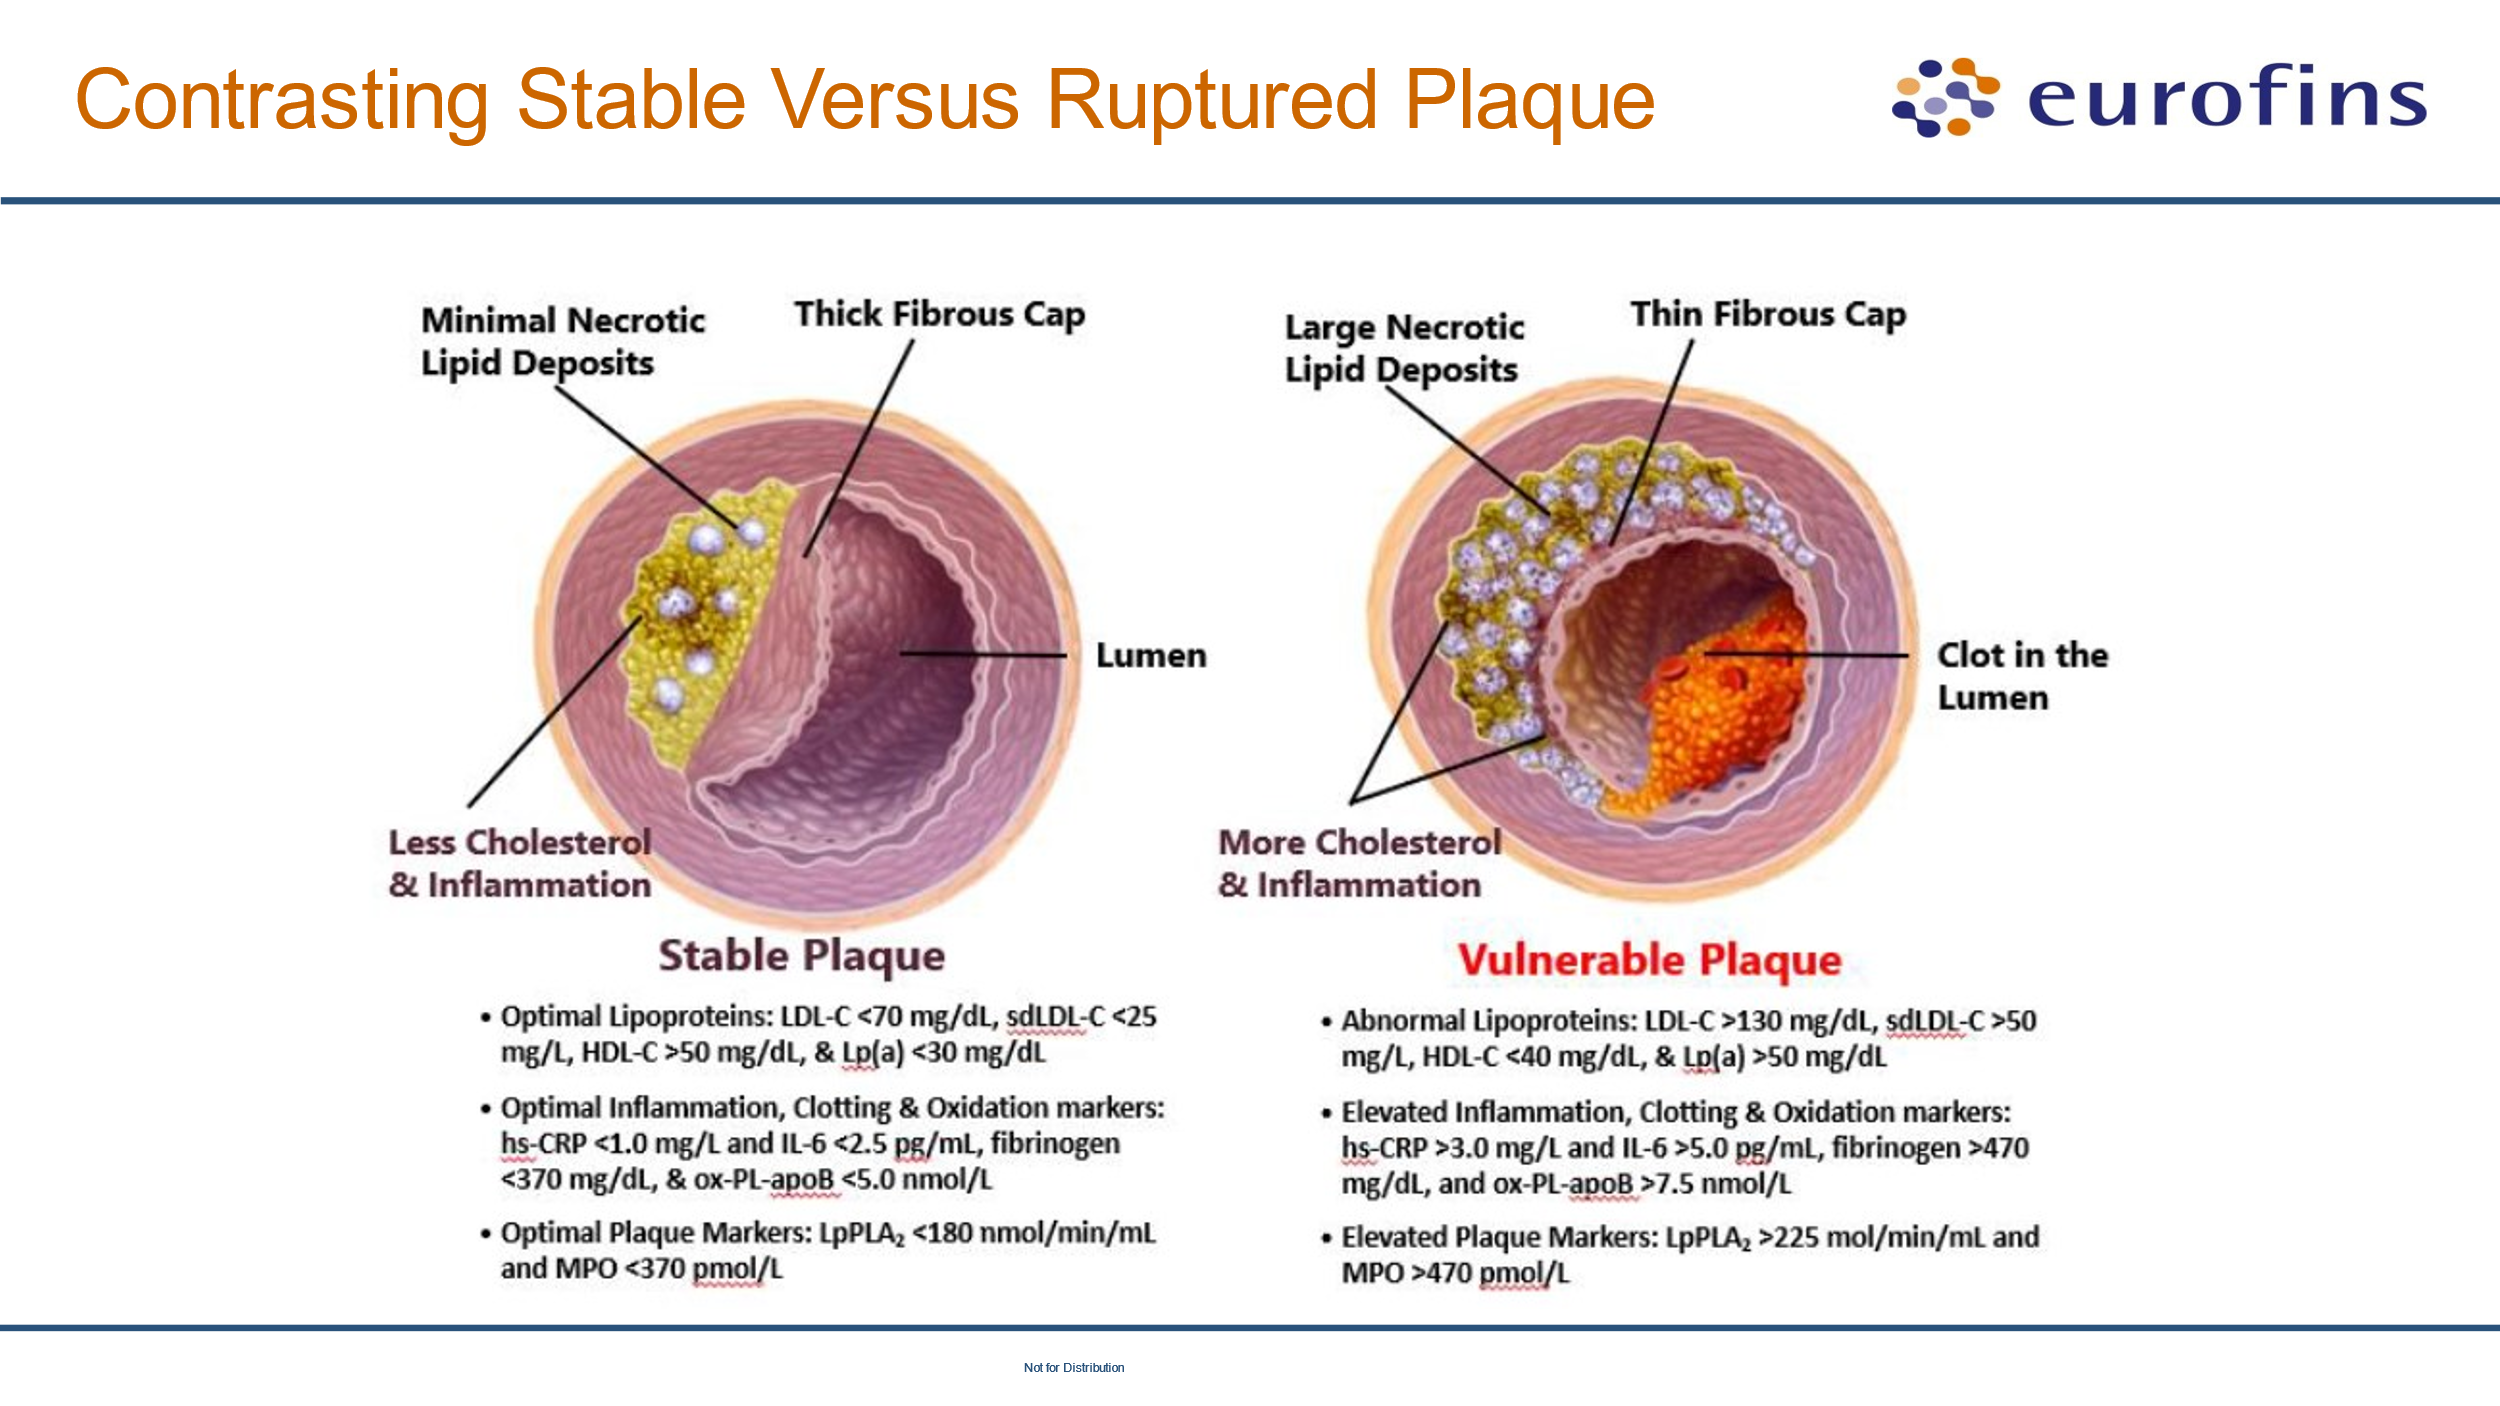 Contrasting Stable Versus Ruptured Plaque
eurofins
Minimal Necrotic
Lipid Deposits
Thick Fibrous Cap
Lumen
Less Cholesterol
& Inflammation
Stable Plaque
• Optimal Lipoproteins: LDL-C <70 mg/dL, sdLDL-C <25
mg/L, HDL-C >50 mg/dL, & Lp(a) <30 mg/dL
• Optimal Inflammation, Clotting & Oxidation markers:
hs-CRP <1.0 mg/L and IL-6 <2.5 pg/mL, fibrinogen
<370 mg/dL, & ox-PL-apoB <5.0 nmol/L
• Optimal Plaque Markers: LpPLA₂ <180 nmol/min/mL
and MPO <370 pmol/L
Large Necrotic
Lipid Deposits
Thin Fibrous Cap
Clot in the
Lumen
More Cholesterol
& Inflammation
Vulnerable Plaque
• Abnormal Lipoproteins: LDL-C >130 mg/dL, sdLDL-C >50
mg/L, HDL-C <40 mg/dL, & Lp(a) >50 mg/dL
• Elevated Inflammation, Clotting & Oxidation markers:
hs-CRP >3.0 mg/L and IL-6 >5.0 pg/mL, fibrinogen >470
mg/dL, and ox-PL-apoB >7.5 nmol/L
• Elevated Plaque Markers: LpPLA₂ >225 mol/min/mL and
MPO >470 pmol/L
Not for Distribution